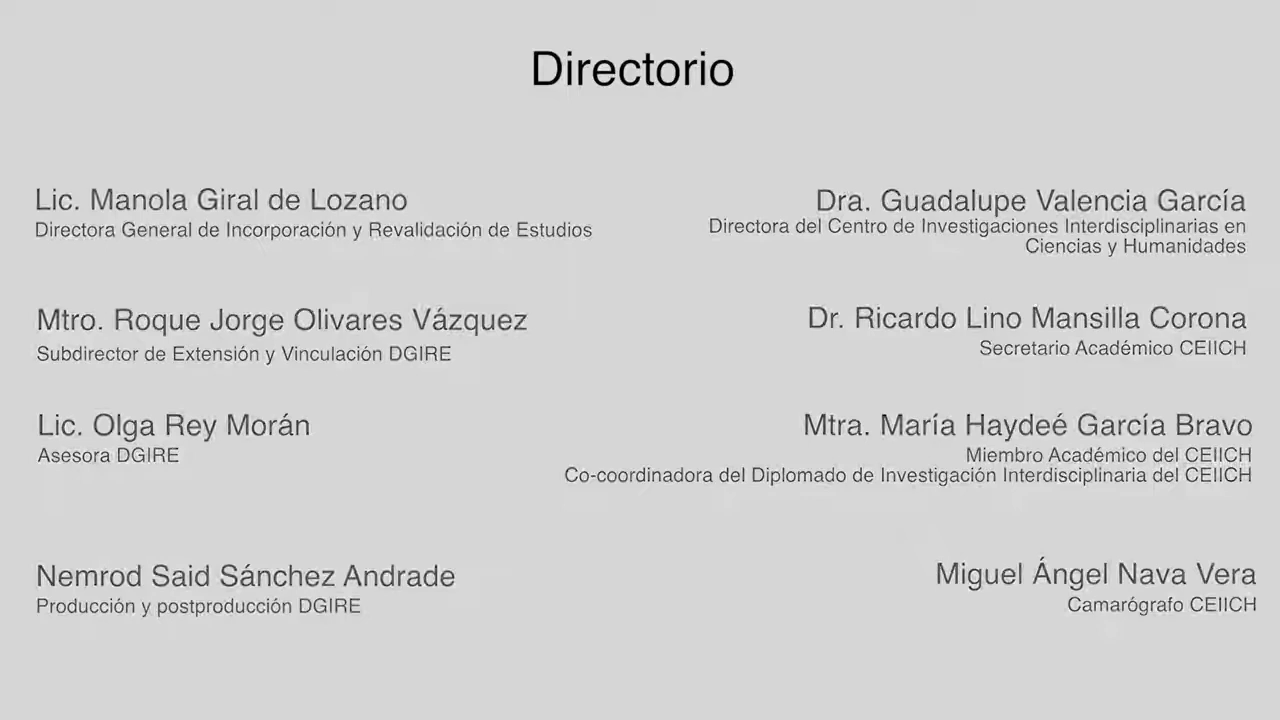 Directorio
Lic. Manola Giral de Lozano
Directora General de Incorporación y Revalidación de Estudios
Dra. Guadalupe Valencia García
Directora del Centro de Investigaciones Interdisciplinarias en
Ciencias y Humanidades
Mtro. Roque Jorge Olivares Vázquez
Subdirector de Extensión y Vinculación DGIRE
Dr. Ricardo Lino Mansilla Corona
Secretario Académico CEIICH
Lic. Olga Rey Morán
Asesora DGIRE
Mtra. María Haydeé García Bravo
Miembro Académico del CEIICH
Co-coordinadora del Diplomado de Investigación Interdisciplinaria del CEIICH
Nemrod Said Sánchez Andrade
Producción y postproducción DGIRE
Miguel Ángel Nava Vera
Camarógrafo CEIICH